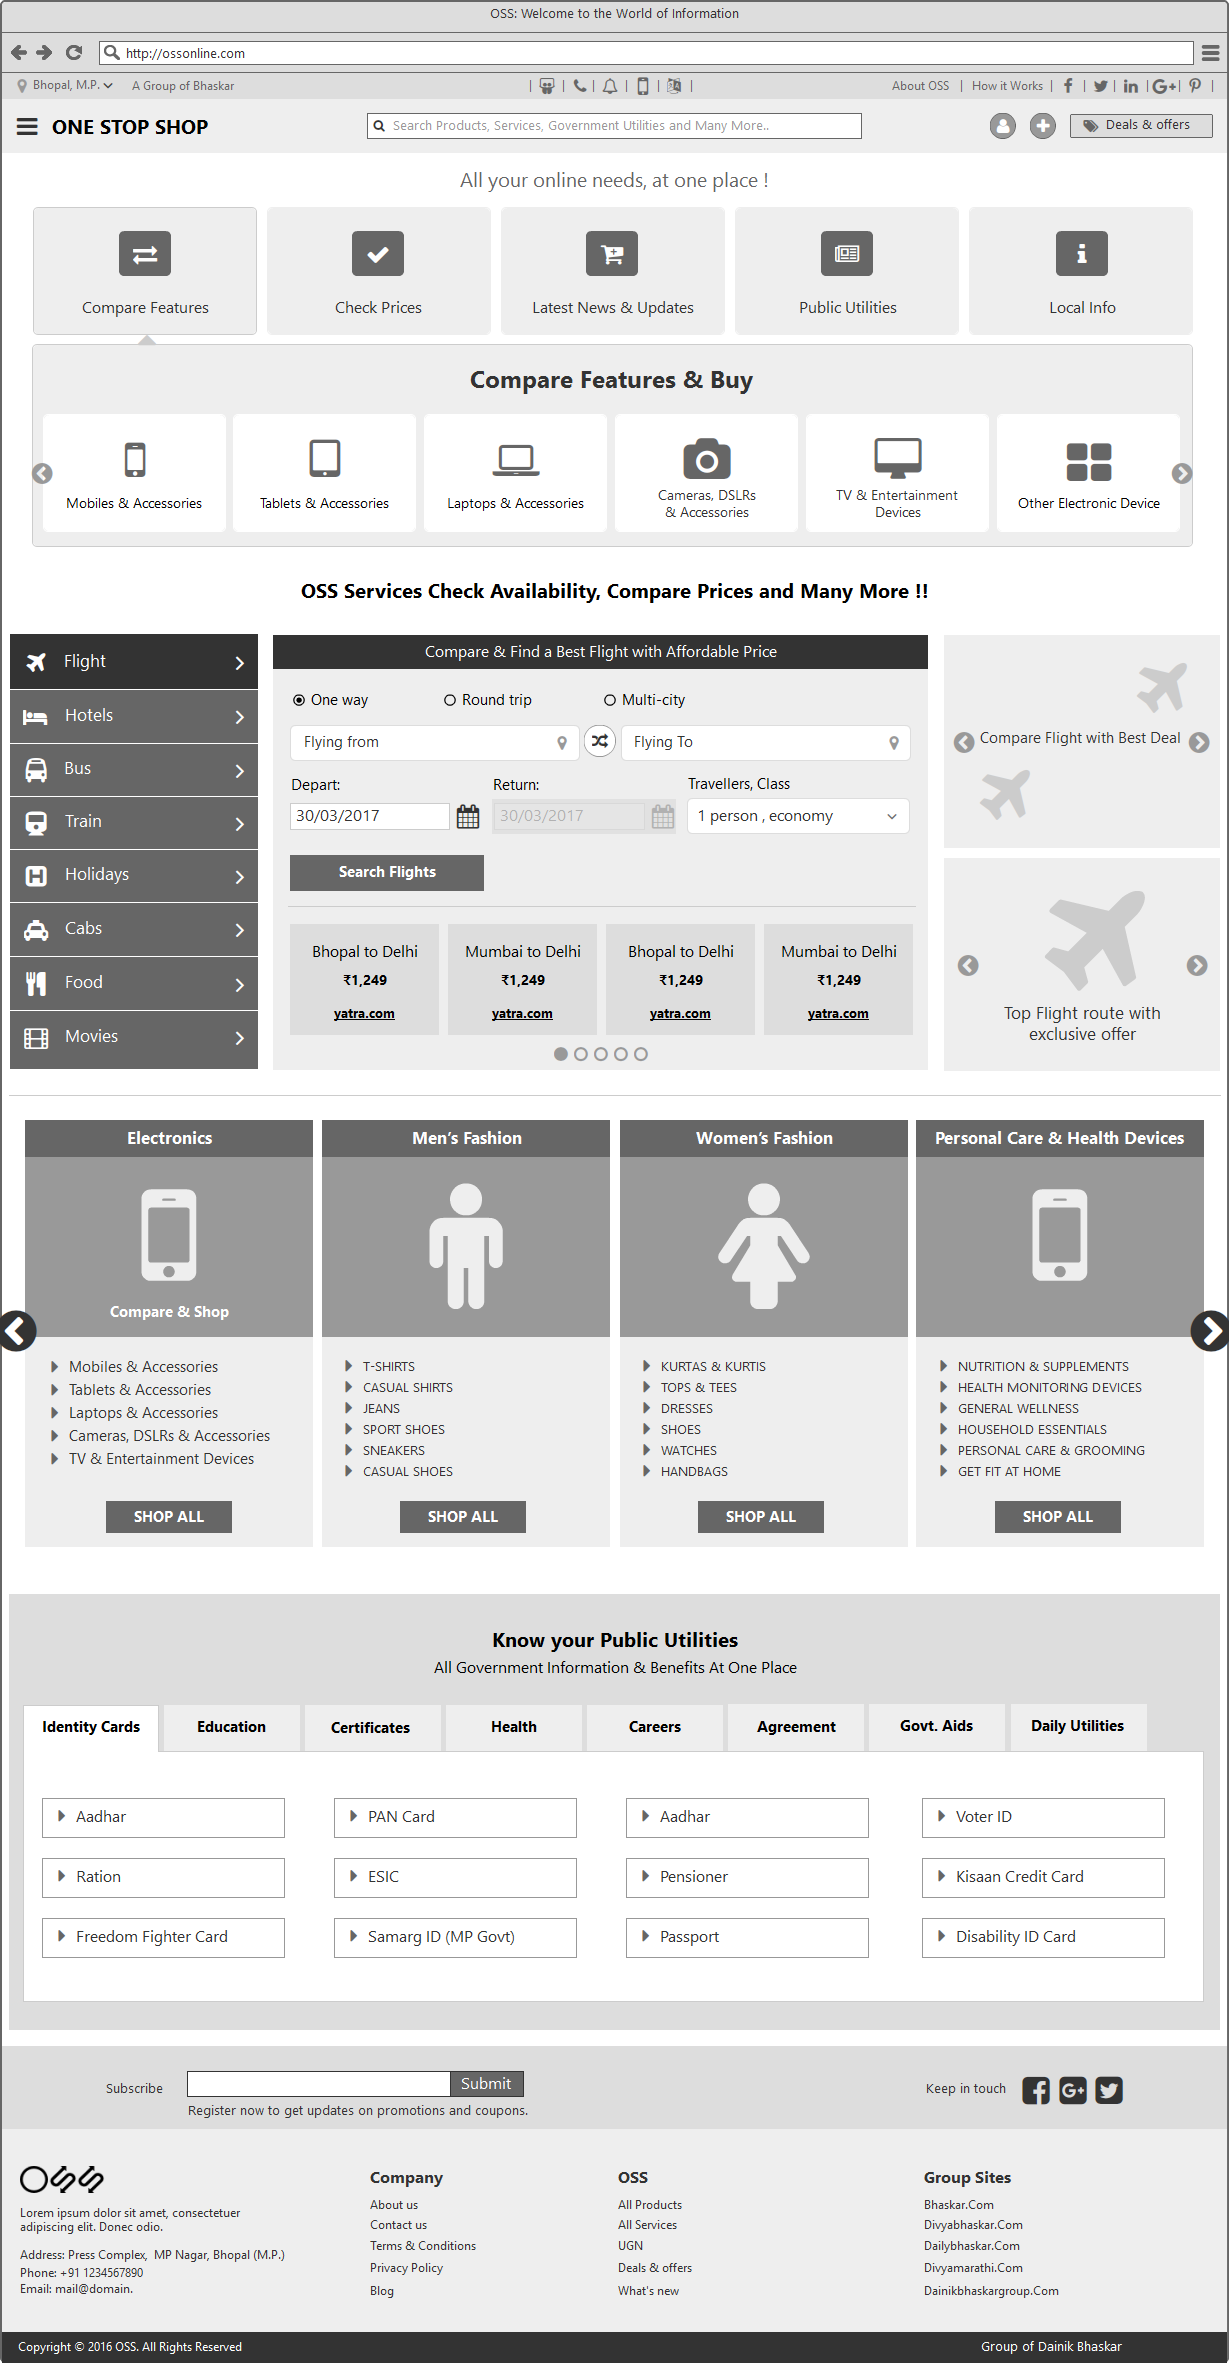 OSS: Welcome to the World of Information
http://ossonline.com
Bhopal, M.P.
A Group of Bhaskar
About OSS | How it Works |
ONE STOP SHOP
Search Products, Services, Government Utilities and Many More..
Deals & offers
All your online needs, at one place !
Compare Features
Check Prices
Latest News & Updates
Public Utilities
Local Info
Compare Features & Buy
Mobiles & Accessories
Tablets & Accessories
Laptops & Accessories
Cameras, DSLRs
& Accessories
TV & Entertainment
Devices
Other Electronic Device
OSS Services Check Availability, Compare Prices and Many More !!
Flight
Hotels
Bus
Train
Holidays
Cabs
Food
Movies
Compare & Find a Best Flight with Affordable Price
One way
Round trip
Multi-city
Flying from
Flying To
Depart:
Return:
Travellers, Class
30/03/2017
30/03/2017
1 person , economy
Search Flights
Bhopal to Delhi
₹1,249
yatra.com
Mumbai to Delhi
₹1,249
yatra.com
Bhopal to Delhi
₹1,249
yatra.com
Mumbai to Delhi
₹1,249
yatra.com
Compare Flight with Best Deal
Top Flight route with
exclusive offer
Electronics
Compare & Shop
Mobiles & Accessories
Tablets & Accessories
Laptops & Accessories
Cameras, DSLRs & Accessories
TV & Entertainment Devices
SHOP ALL
Men's Fashion
T-SHIRTS
CASUAL SHIRTS
JEANS
SPORT SHOES
SNEAKERS
CASUAL SHOES
SHOP ALL
Women's Fashion
KURTAS & KURTIS
TOPS & TEES
DRESSES
SHOES
WATCHES
HANDBAGS
SHOP ALL
Personal Care & Health Devices
NUTRITION & SUPPLEMENTS
HEALTH MONITORING DEVICES
GENERAL WELLNESS
HOUSEHOLD ESSENTIALS
PERSONAL CARE & GROOMING
GET FIT AT HOME
SHOP ALL
Know your Public Utilities
All Government Information & Benefits At One Place
Identity Cards
Education
Certificates
Health
Careers
Agreement
Govt. Aids
Daily Utilities
Aadhar
PAN Card
Aadhar
Voter ID
Ration
ESIC
Pensioner
Kisaan Credit Card
Freedom Fighter Card
Samarg ID (MP Govt)
Passport
Disability ID Card
Subscribe
Submit
Register now to get updates on promotions and coupons.
Keep in touch
OSS
Lorem ipsum dolor sit amet, consectetuer
adipiscing elit. Donec odio.
Address: Press Complex, MP Nagar, Bhopal (M.P.)
Phone: +91 1234567890
Email: mail@domain.
Company
About us
Contact us
Terms & Conditions
Privacy Policy
Blog
OSS
All Products
All Services
UGN
Deals & offers
What's new
Group Sites
Bhaskar.Com
Divyabhaskar.Com
Dailybhaskar.Com
Divyamarathi.Com
Dainikbhaskargroup.Com
Copyright © 2016 OSS. All Rights Reserved
Group of Dainik Bhaskar